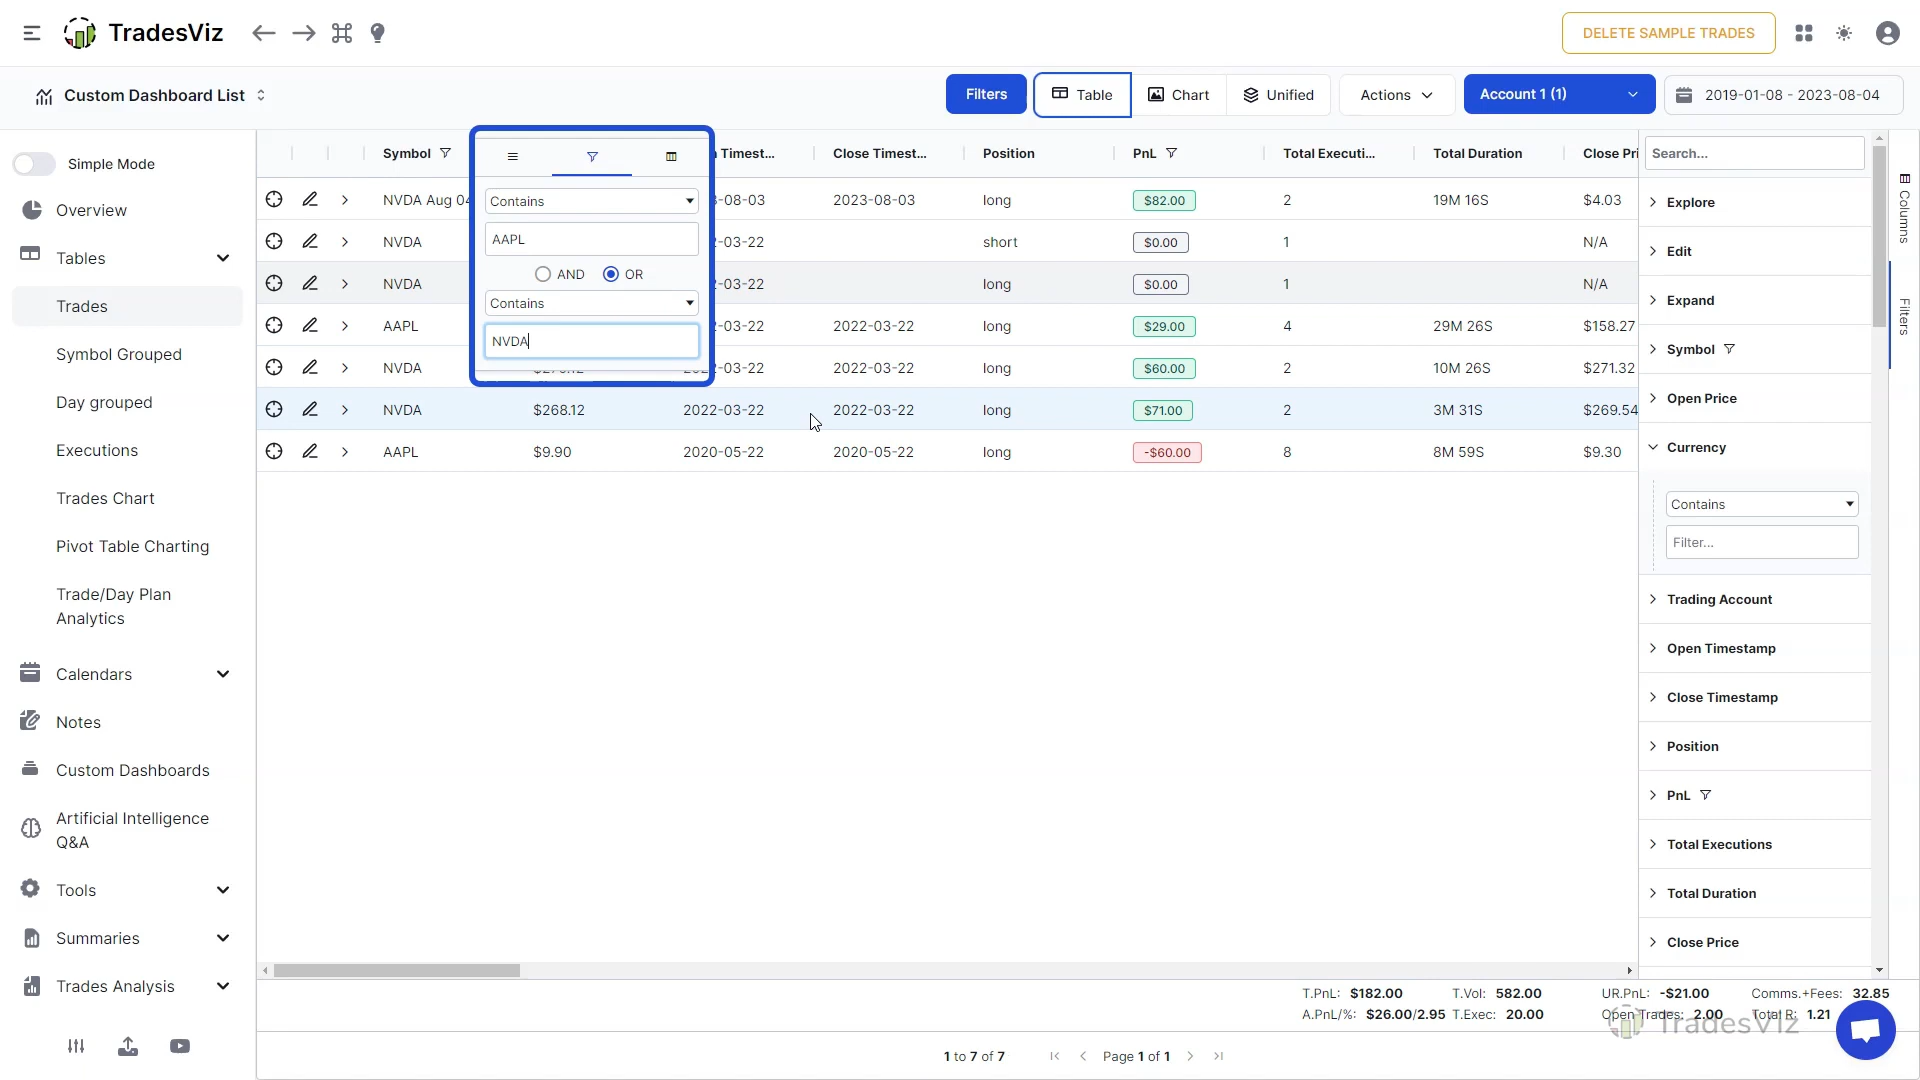 TradesViz
DELETE SAMPLE TRADES
Custom Dashboard List
Filters
Table
Chart
Unified
Actions
Account 1 (1)
2019-01-08 - 2023-08-04
Simple Mode
Overview
Tables
Trades
Symbol Grouped
Day grouped
Executions
Trades Chart
Pivot Table Charting
Trade/Day Plan
Analytics
Calendars
Notes
Custom Dashboards
Artificial Intelligence
Q&A
Tools
Summaries
Trades Analysis
Symbol Timest... Close Timest... Position PnL Total Executi... Total Duration Close Pri
NVDA Aug 04 -08-03 2023-08-03 long $82.00 2 19M 16S $4.03
NVDA -03-22 short $0.00 1 N/A
NVDA -03-22 long $0.00 1 N/A
AAPL -03-22 2022-03-22 long $29.00 4 29M 26S $158.27
NVDA 2022-03-22 long $60.00 2 10M 26S $271.32
NVDA $268.12 2022-03-22 2022-03-22 long $71.00 2 3M 31S $269.54
AAPL $9.90 2020-05-22 2020-05-22 long -$60.00 8 8M 59S $9.30
Contains
AAPL
AND OR
Contains
NVDA
Search...
Explore
Edit
Expand
Symbol
Open Price
Currency
Contains
Filter...
Trading Account
Open Timestamp
Close Timestamp
Position
PnL
Total Executions
Total Duration
Close Price
Columns
Filters
T.PnL: $182.00 T.Vol: 582.00 UR.PnL: -$21.00 Comms.+Fees: 32.85
A.PnL/%: $26.00/2.95 T.Exec: 20.00 Open Trades: 2.00 Total R: 1.21
TradesViz
1 to 7 of 7 Page 1 of 1